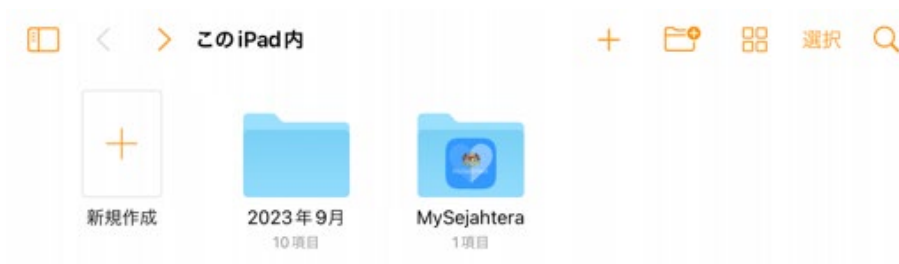 このiPad内
選択
新規作成
2023年9月
10項目
MySejahtera
1項目